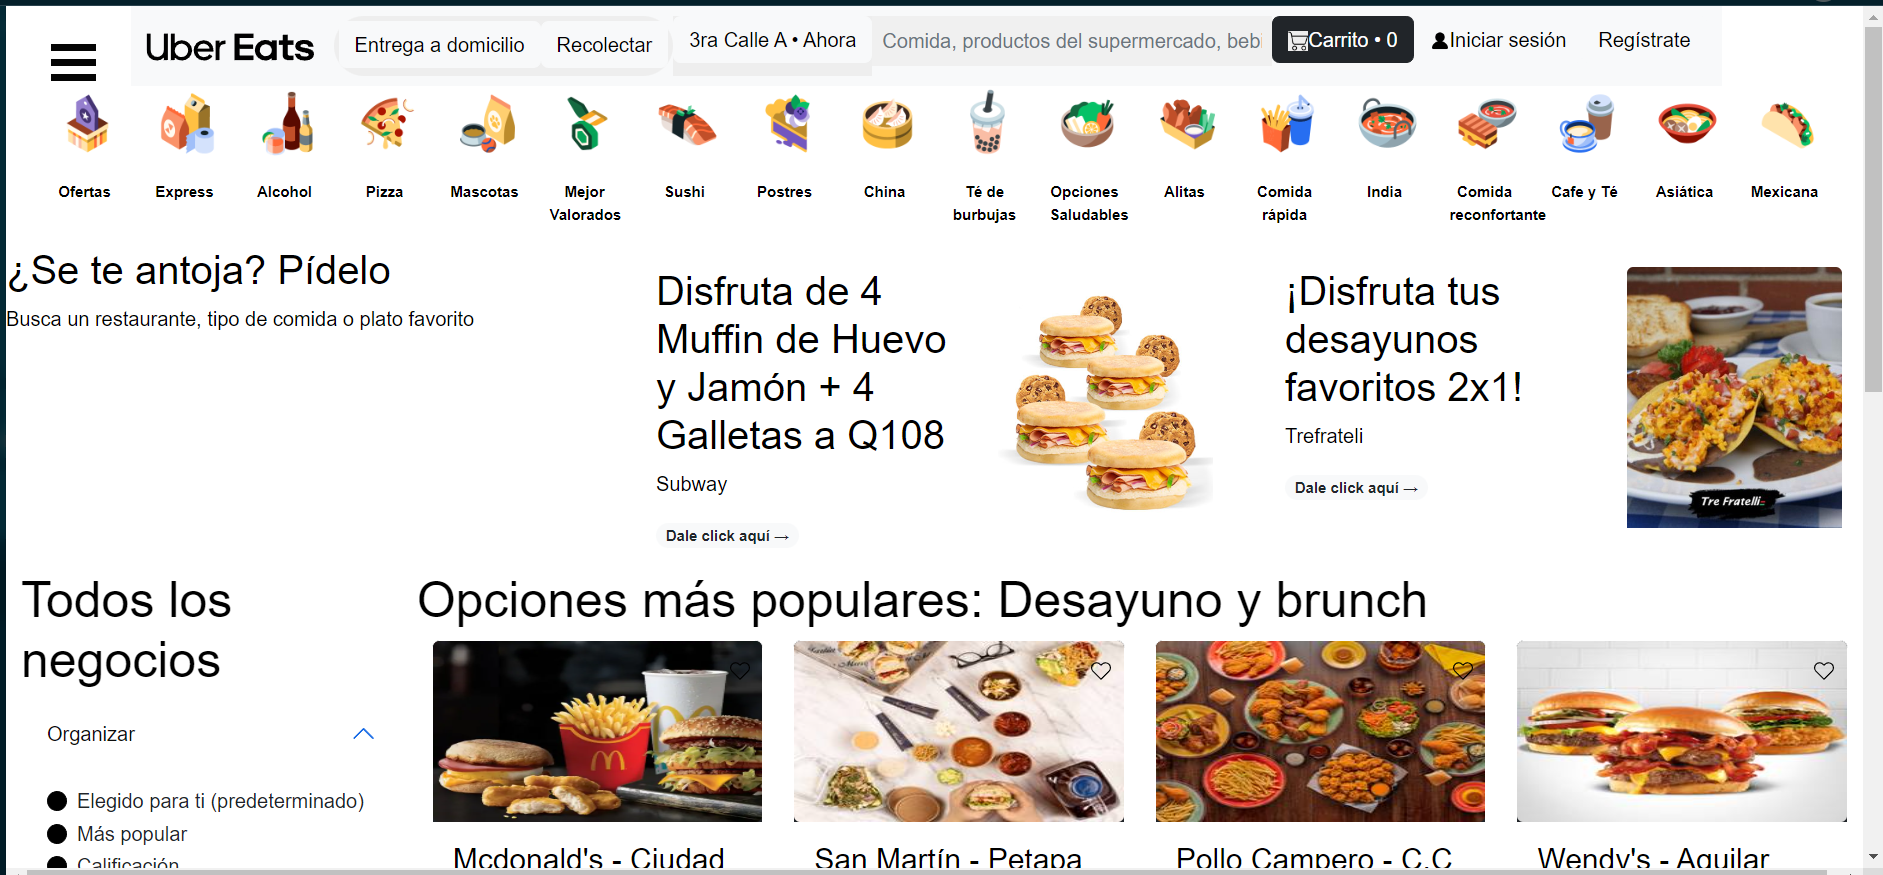 Uber Eats
Entrega a domicilio
Recolectar
3ra Calle A • Ahora
Comida, productos del supermercado, bebi
Carrito • 0
Iniciar sesión
Regístrate
Ofertas
Express
Alcohol
Pizza
Mascotas
Mejor
Valorados
Sushi
Postres
China
Té de
burbujas
Opciones
Saludables
Alitas
Comida
rápida
India
Comida
reconfortante
Cafe y Té
Asiática
Mexicana
¿Se te antoja? Pídelo
Busca un restaurante, tipo de comida o plato favorito
Disfruta de 4
Muffin de Huevo
y Jamón + 4
Galletas a Q108
Subway
Dale click aquí →
¡Disfruta tus
desayunos
favoritos 2x1!
Trefrateli
Dale click aquí →
Tre Fratelli
Todos los
negocios
Organizar
Elegido para ti (predeterminado)
Más popular
Calificación
Opciones más populares: Desayuno y brunch
Mcdonald's - Ciudad
San Martín - Petapa
Pollo Campero - C.C
Wendy's - Aguilar